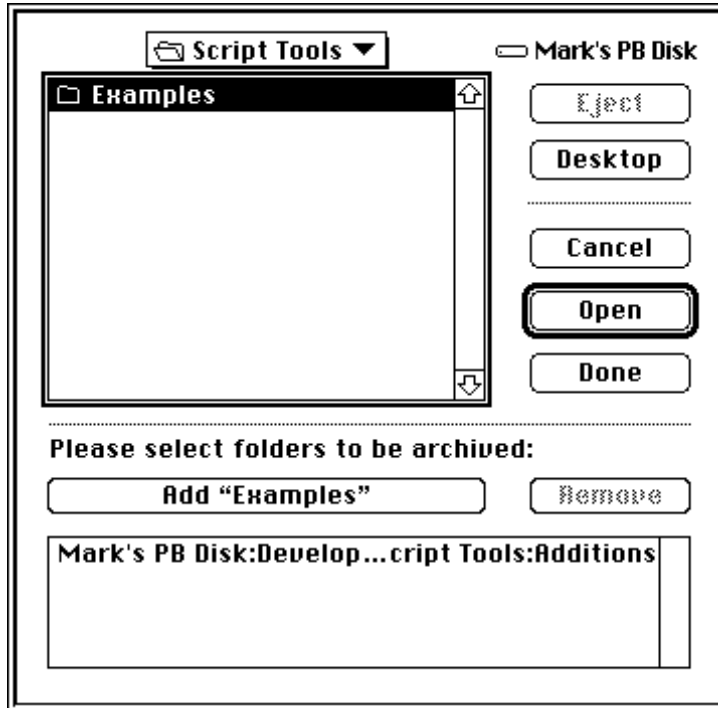 Script Tools
Mark's PB Disk
Examples
Eject
Desktop
Cancel
Open
Done
Please select folders to be archived:
Add “Examples”
Remove
Mark's PB Disk:Develop...cript Tools:Additions